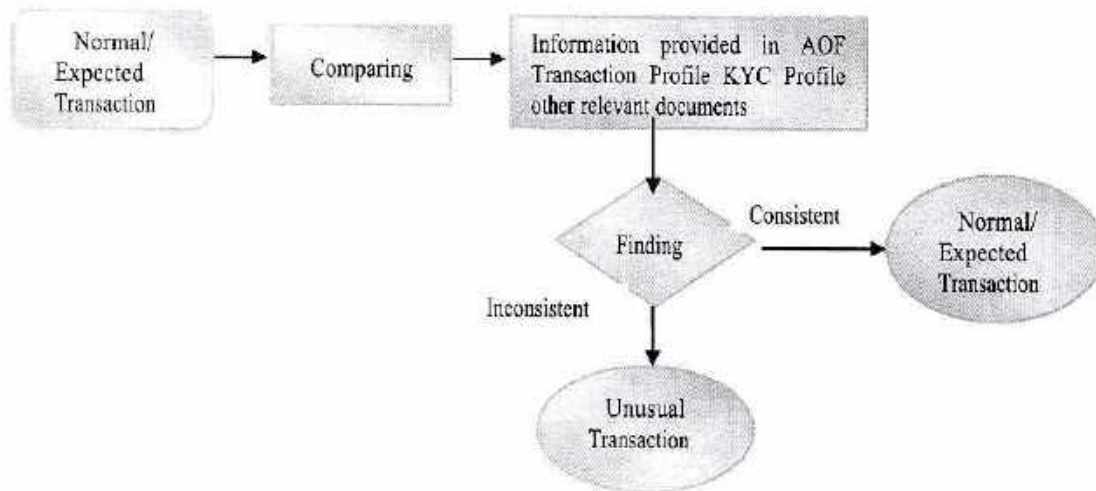 Normal/
Expected
Transaction
Comparing
Information provided in AOF
Transaction Profile KYC Profile
other relevant documents
Finding
Consistent
Normal/
Expected
Transaction
Inconsistent
Unusual
Transaction